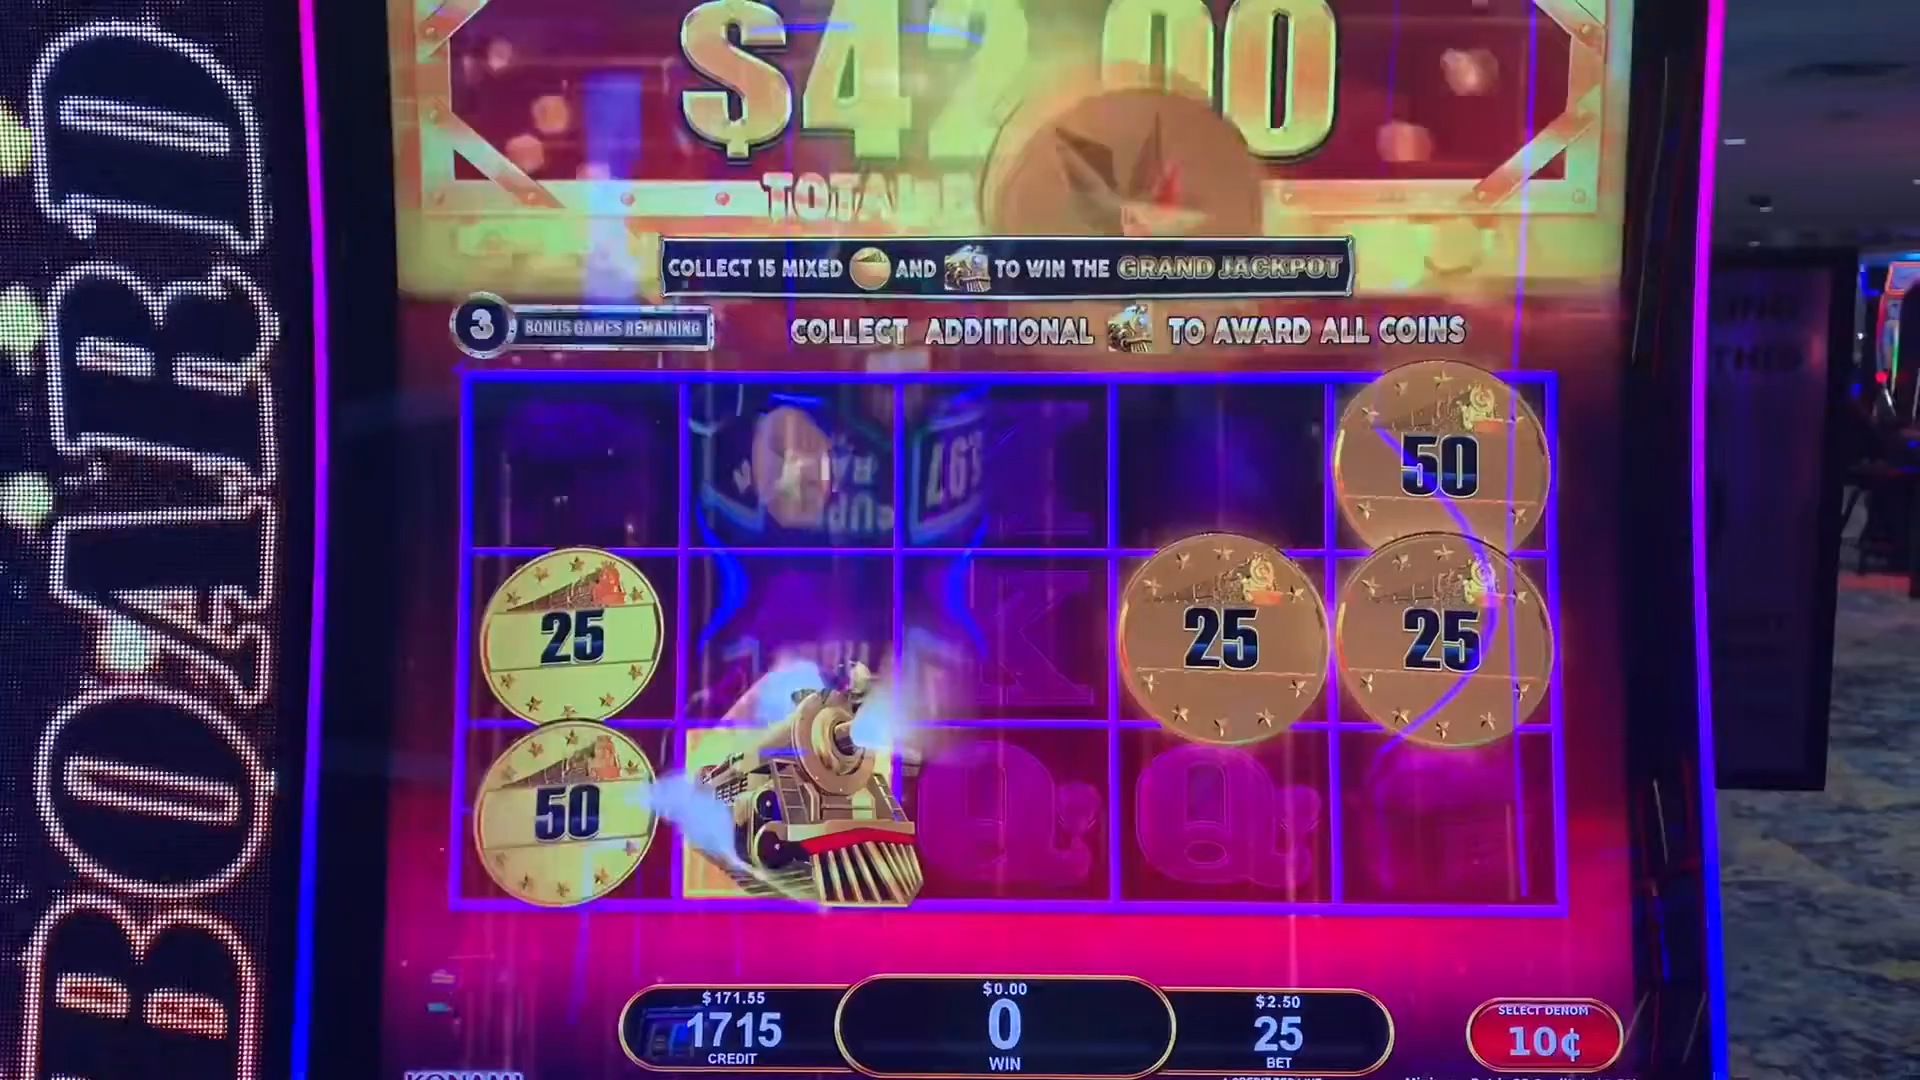 BOARD
$42.00
COLLECT 15 MIXED AND TO WIN THE GRAND JACKPOT
3 BONUS GAMES REMAINING
COLLECT ADDITIONAL TO AWARD ALL COINS
50
25
25
25
50
K
Q
Q
$171.55
1715
CREDIT
$0.00
0
WIN
$2.50
25
BET
SELECT DENOM
10¢
KONAMI